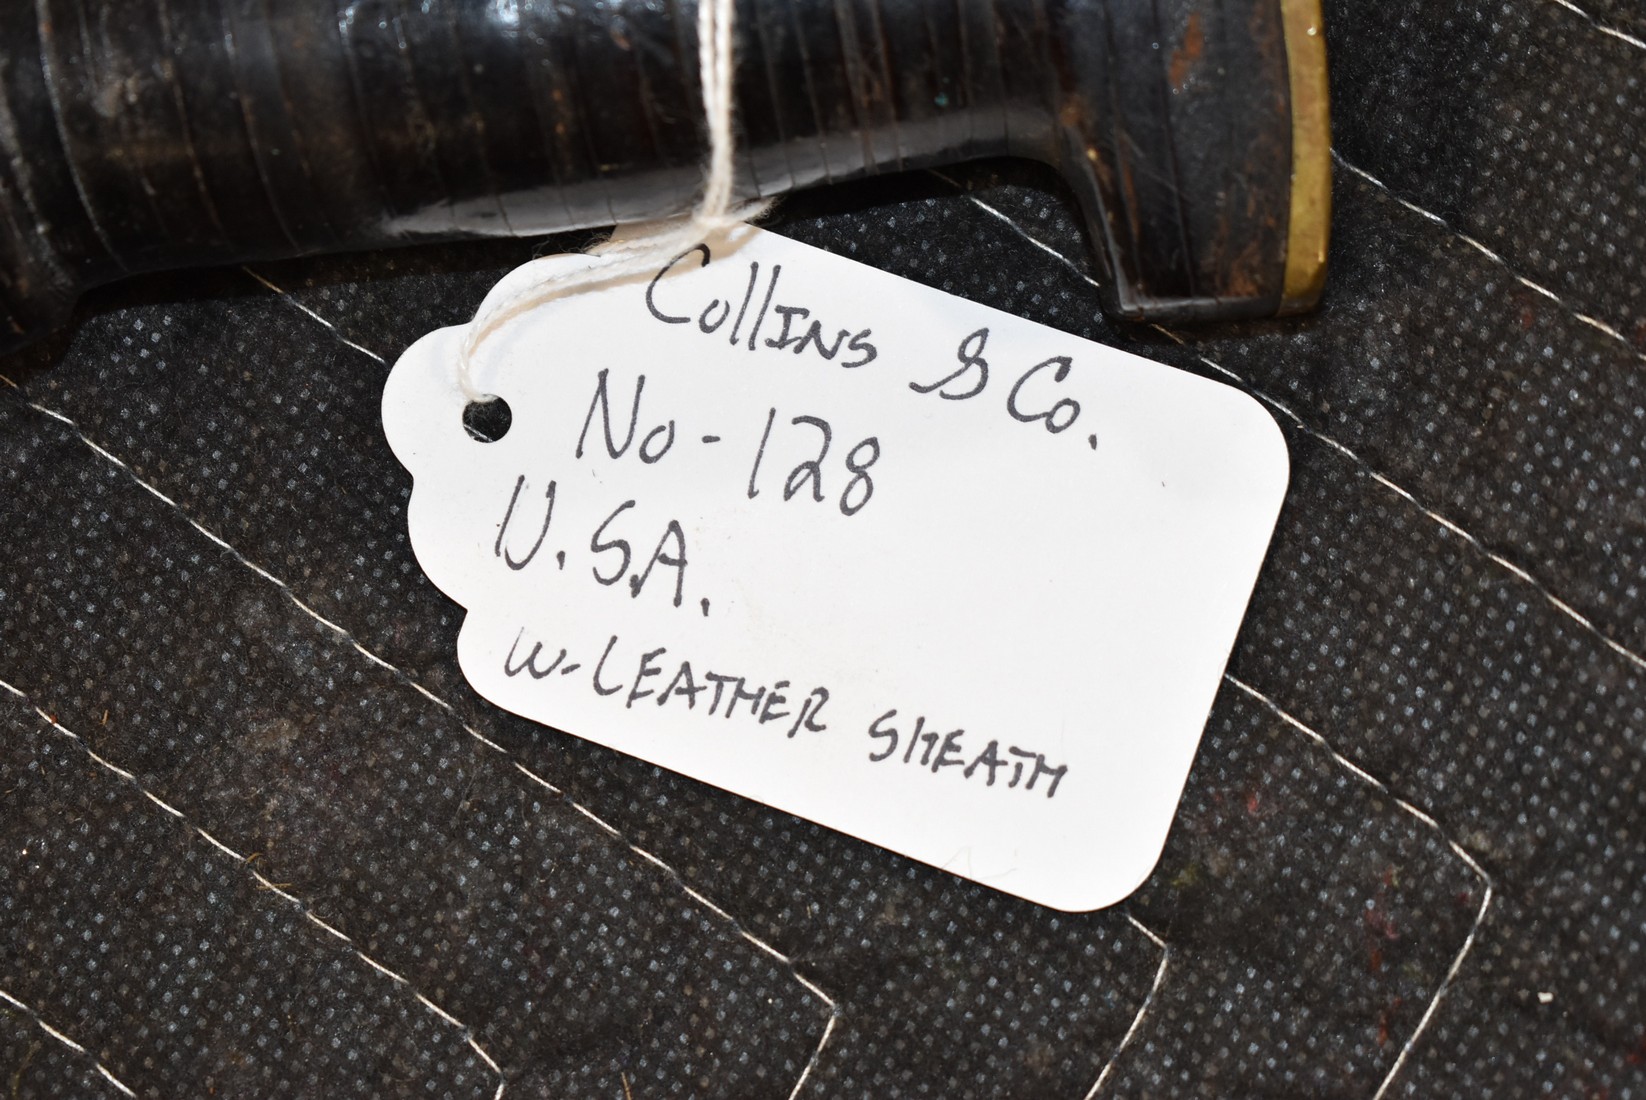 Collins & Co.
No-128
U.S.A.
W-LEATHER SHEATH